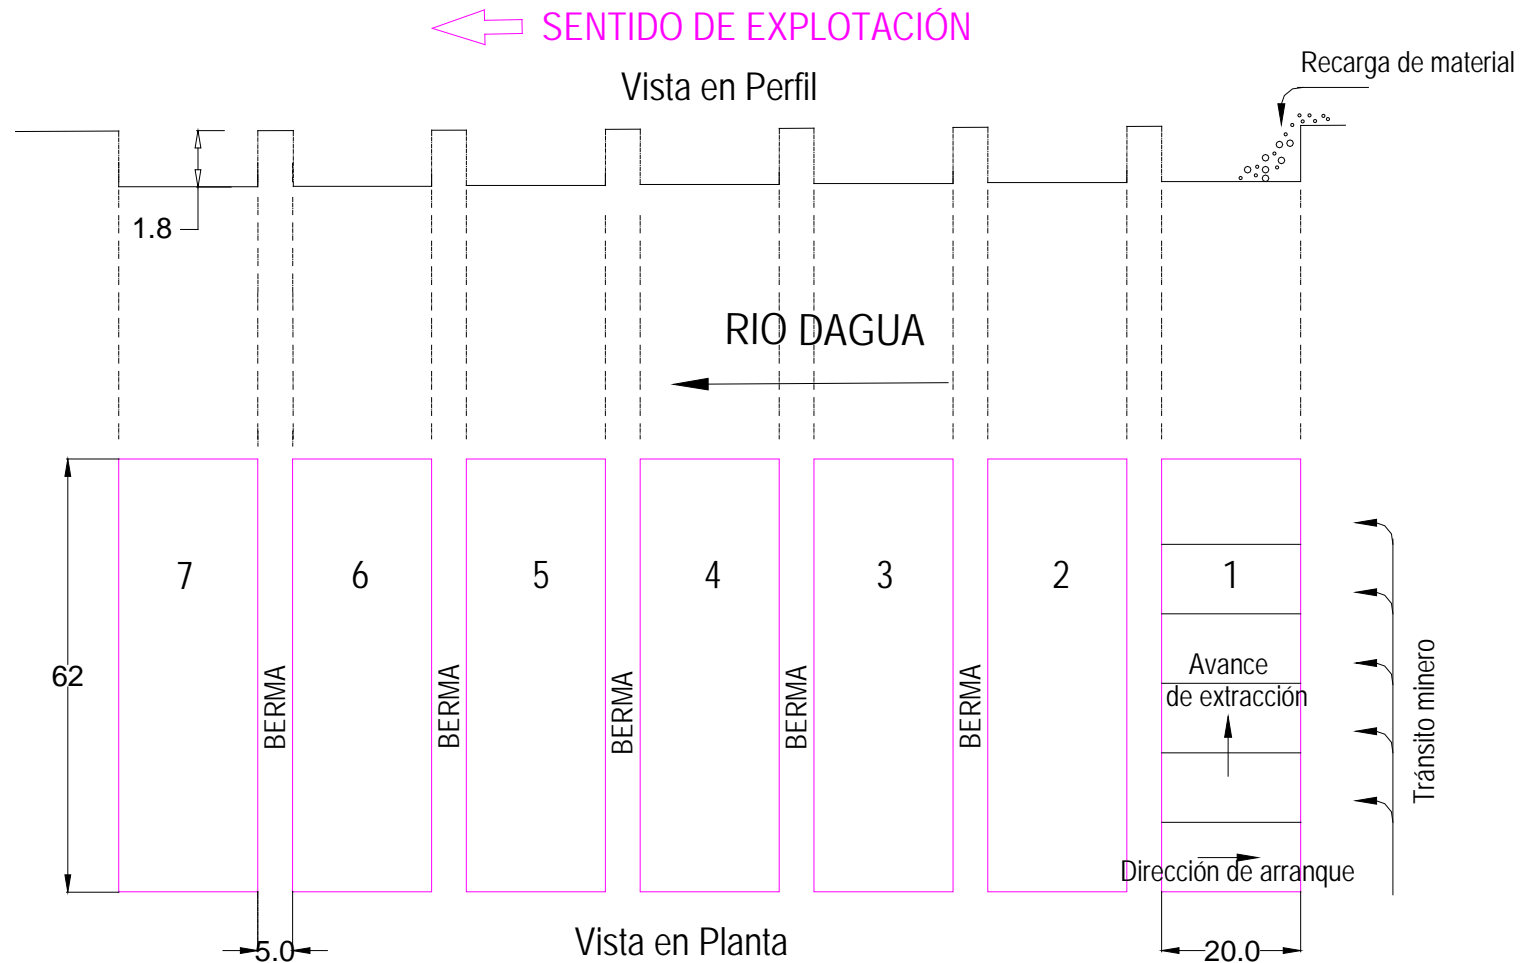 SENTIDO DE EXPLOTACIÓN
Recarga de material
Vista en Perfil
1.8
RIO DAGUA
7
6
5
4
3
2
1
62
BERMA
BERMA
BERMA
BERMA
BERMA
Avance
de extracción
Tránsito minero
Dirección de arranque
5.0
Vista en Planta
20.0